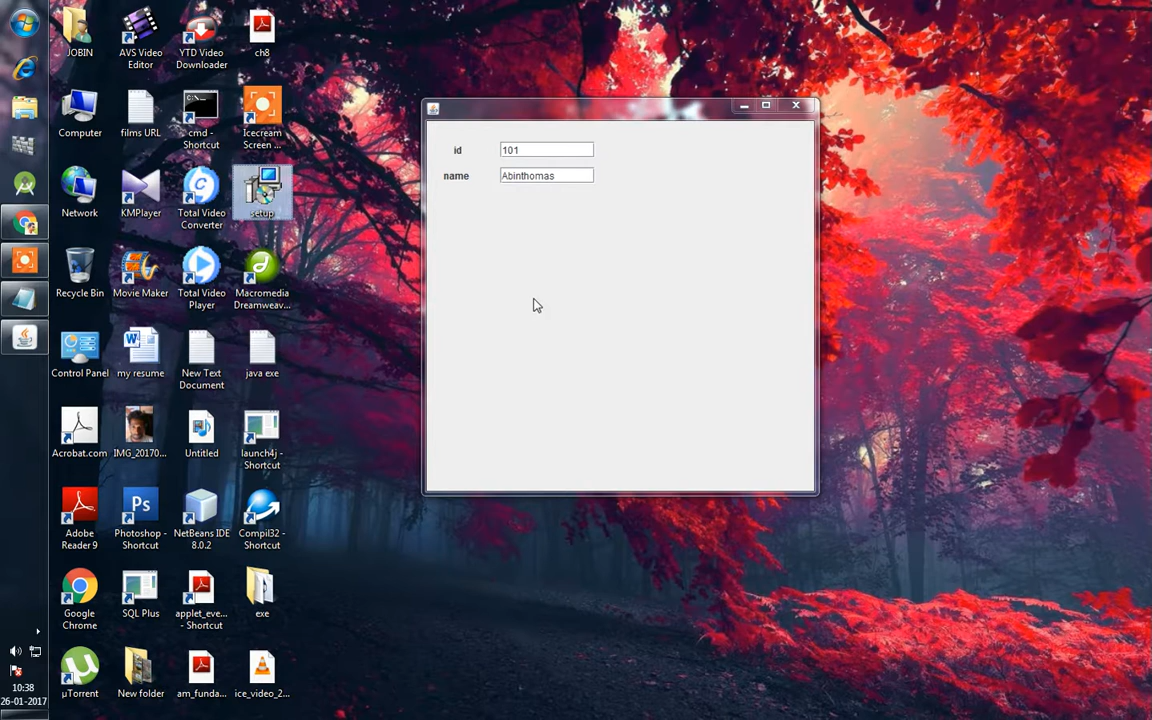 JOBIN
AVS Video
Editor
YTD Video
Downloader
ch8
Computer
films URL
cmd -
Shortcut
Icecream
Screen ...
Network
KMPlayer
Total Video
Converter
setup
Recycle Bin
Movie Maker
Total Video
Player
Macromedia
Dreamweav...
Control Panel
my resume
New Text
Document
java exe
Acrobat.com
IMG_20170...
Untitled
launch4j -
Shortcut
Adobe
Reader 9
Photoshop -
Shortcut
NetBeans IDE
8.0.2
Compil32 -
Shortcut
Google
Chrome
SQL Plus
applet_eve...
- Shortcut
exe
µTorrent
New folder
am_funda...
ice_video_2...
id 101
name Abinthomas
10:38
26-01-2017